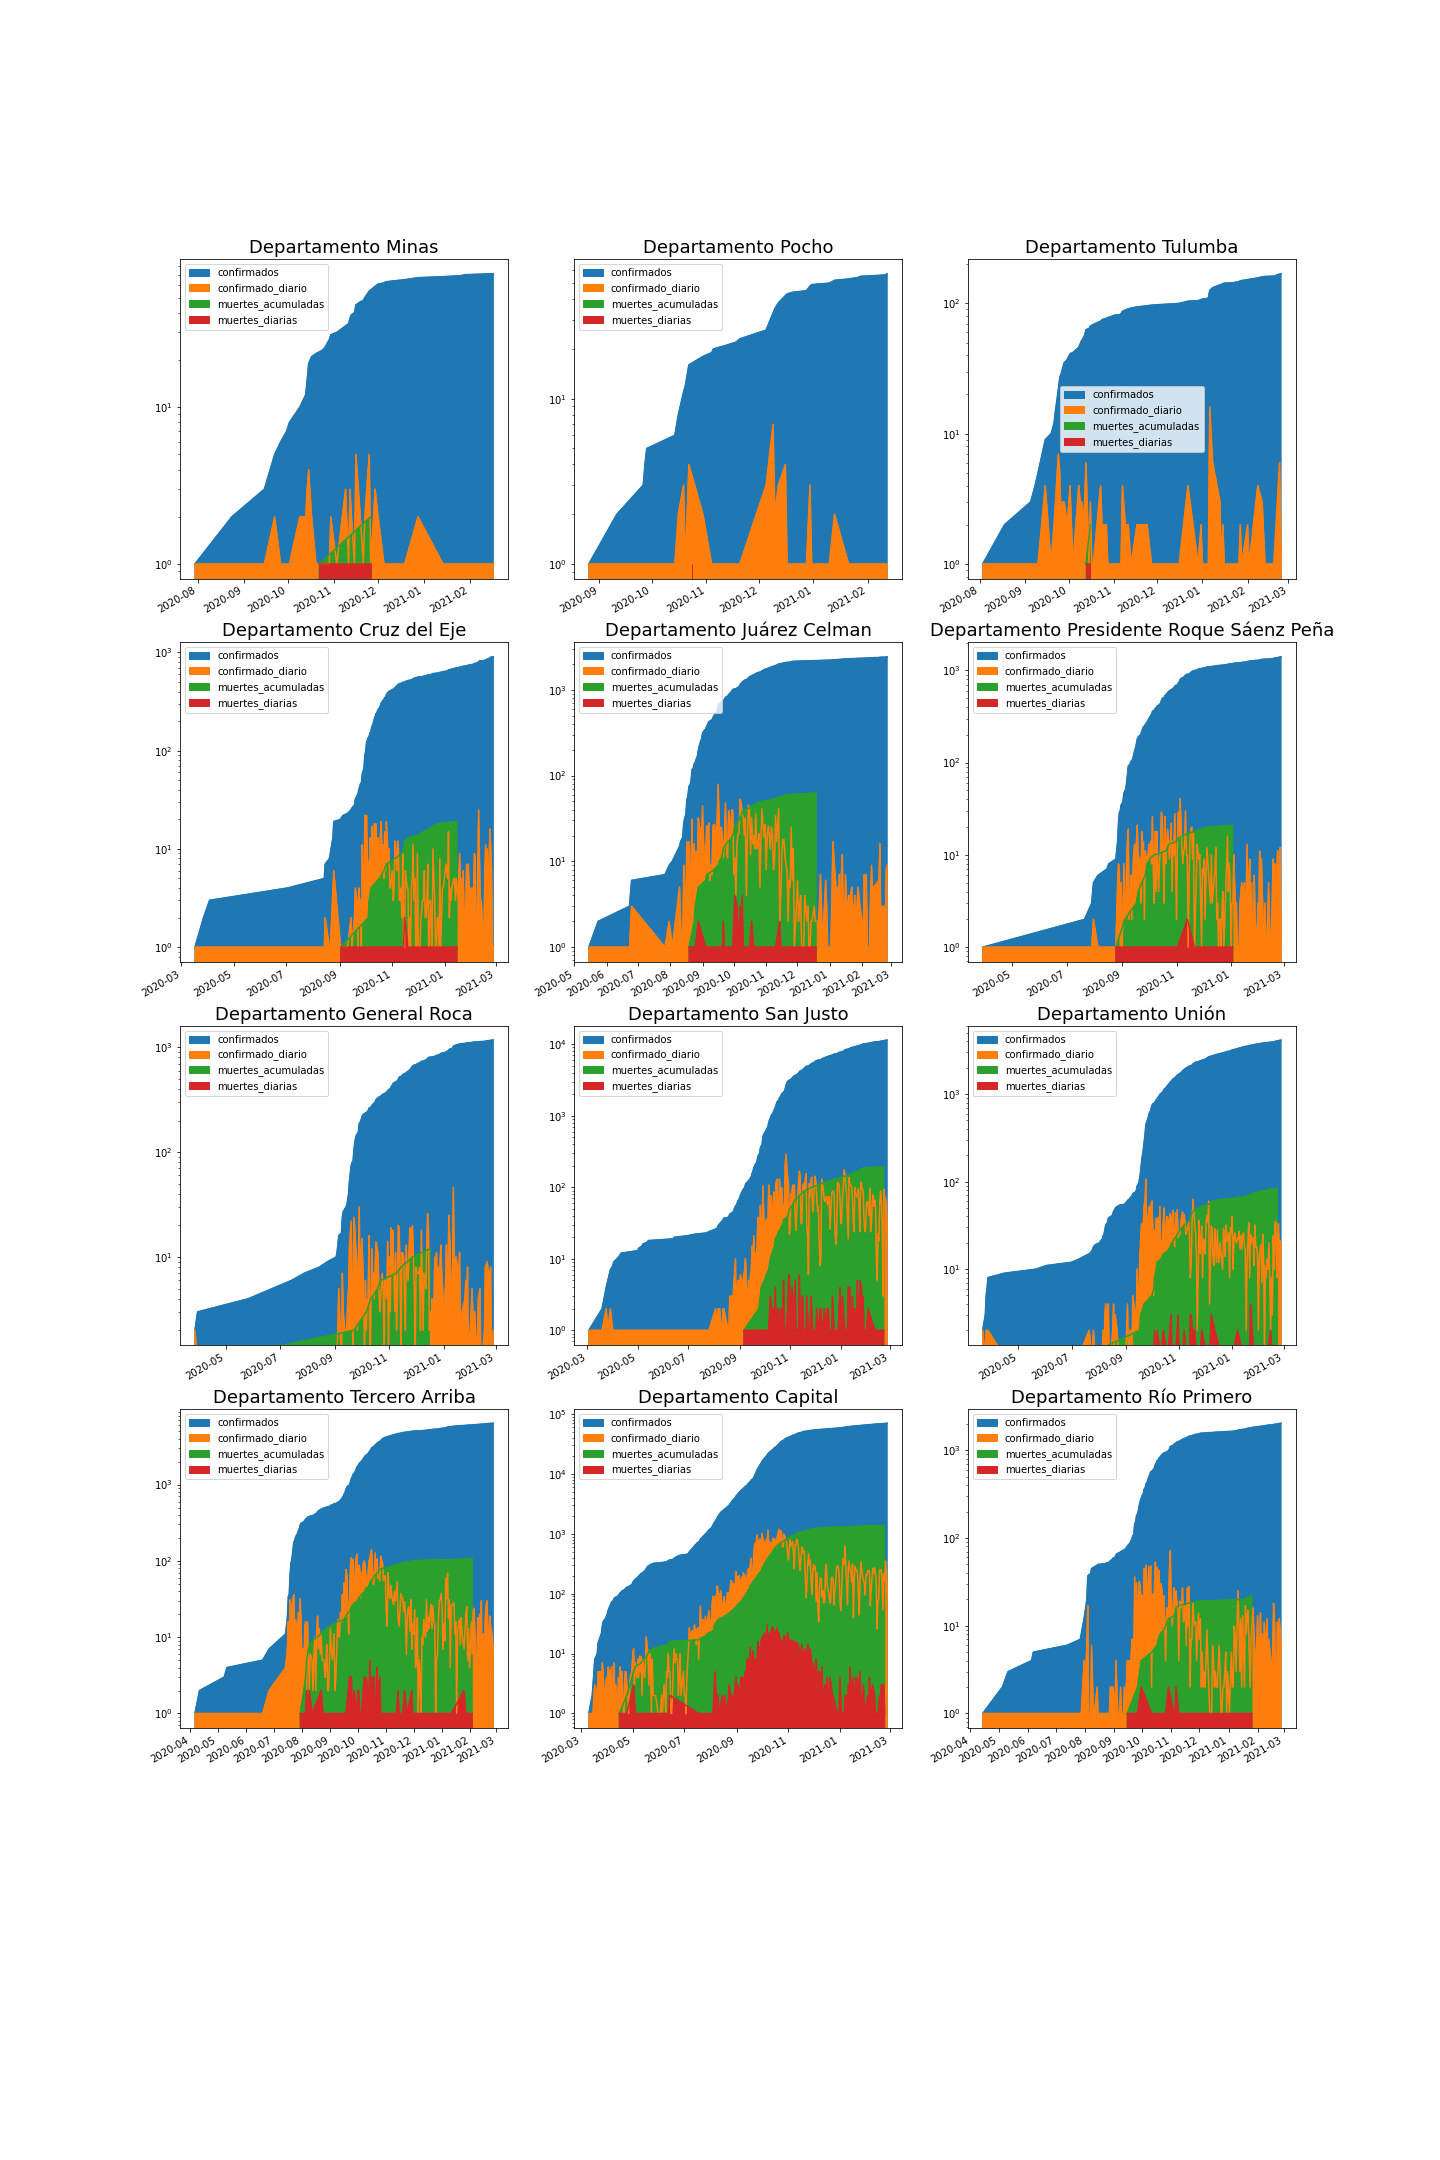 Departamento Minas
confirmados
confirmado_diario
muertes_acumuladas
muertes_diarias
10¹
10⁰
2020-08 2020-09 2020-10 2020-11 2020-12 2021-01 2021-02
Departamento Pocho
confirmados
confirmado_diario
muertes_acumuladas
muertes_diarias
10¹
10⁰
2020-09 2020-10 2020-11 2020-12 2021-01 2021-02
Departamento Tulumba
10²
confirmados
confirmado_diario
muertes_acumuladas
muertes_diarias
10¹
10⁰
2020-08 2020-09 2020-10 2020-11 2020-12 2021-01 2021-02 2021-03
Departamento Cruz del Eje
confirmados
confirmado_diario
muertes_acumuladas
muertes_diarias
10³
10²
10¹
10⁰
2020-03 2020-05 2020-07 2020-09 2020-11 2021-01 2021-03
Departamento Juárez Celman
confirmados
confirmado_diario
muertes_acumuladas
muertes_diarias
10³
10²
10¹
10⁰
2020-05 2020-06 2020-07 2020-08 2020-09 2020-10 2020-11 2020-12 2021-01 2021-02 2021-03
Departamento Presidente Roque Sáenz Peña
confirmados
confirmado_diario
muertes_acumuladas
muertes_diarias
10³
10²
10¹
10⁰
2020-05 2020-07 2020-09 2020-11 2021-01 2021-03
Departamento General Roca
confirmados
confirmado_diario
muertes_acumuladas
muertes_diarias
10³
10²
10¹
2020-05 2020-07 2020-09 2020-11 2021-01 2021-03
Departamento San Justo
confirmados
confirmado_diario
muertes_acumuladas
muertes_diarias
10⁴
10³
10²
10¹
10⁰
2020-03 2020-05 2020-07 2020-09 2020-11 2021-01 2021-03
Departamento Unión
confirmados
confirmado_diario
muertes_acumuladas
muertes_diarias
10³
10²
10¹
2020-05 2020-07 2020-09 2020-11 2021-01 2021-03
Departamento Tercero Arriba
confirmados
confirmado_diario
muertes_acumuladas
muertes_diarias
10³
10²
10¹
10⁰
2020-04 2020-05 2020-06 2020-07 2020-08 2020-09 2020-10 2020-11 2020-12 2021-01 2021-02 2021-03
Departamento Capital
confirmados
confirmado_diario
muertes_acumuladas
muertes_diarias
10⁵
10⁴
10³
10²
10¹
10⁰
2020-03 2020-05 2020-07 2020-09 2020-11 2021-01 2021-03
Departamento Río Primero
confirmados
confirmado_diario
muertes_acumuladas
muertes_diarias
10³
10²
10¹
10⁰
2020-04 2020-05 2020-06 2020-07 2020-08 2020-09 2020-10 2020-11 2020-12 2021-01 2021-02 2021-03